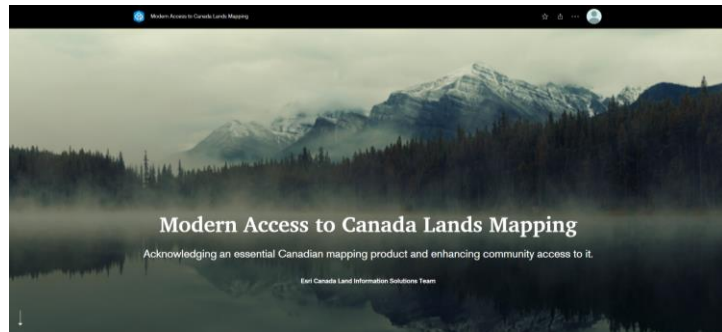 Modern Access to Canada Lands Mapping
Modern Access to Canada Lands Mapping
Acknowledging an essential Canadian mapping product and enhancing community access to it.
Esri Canada Land Information Solutions Team